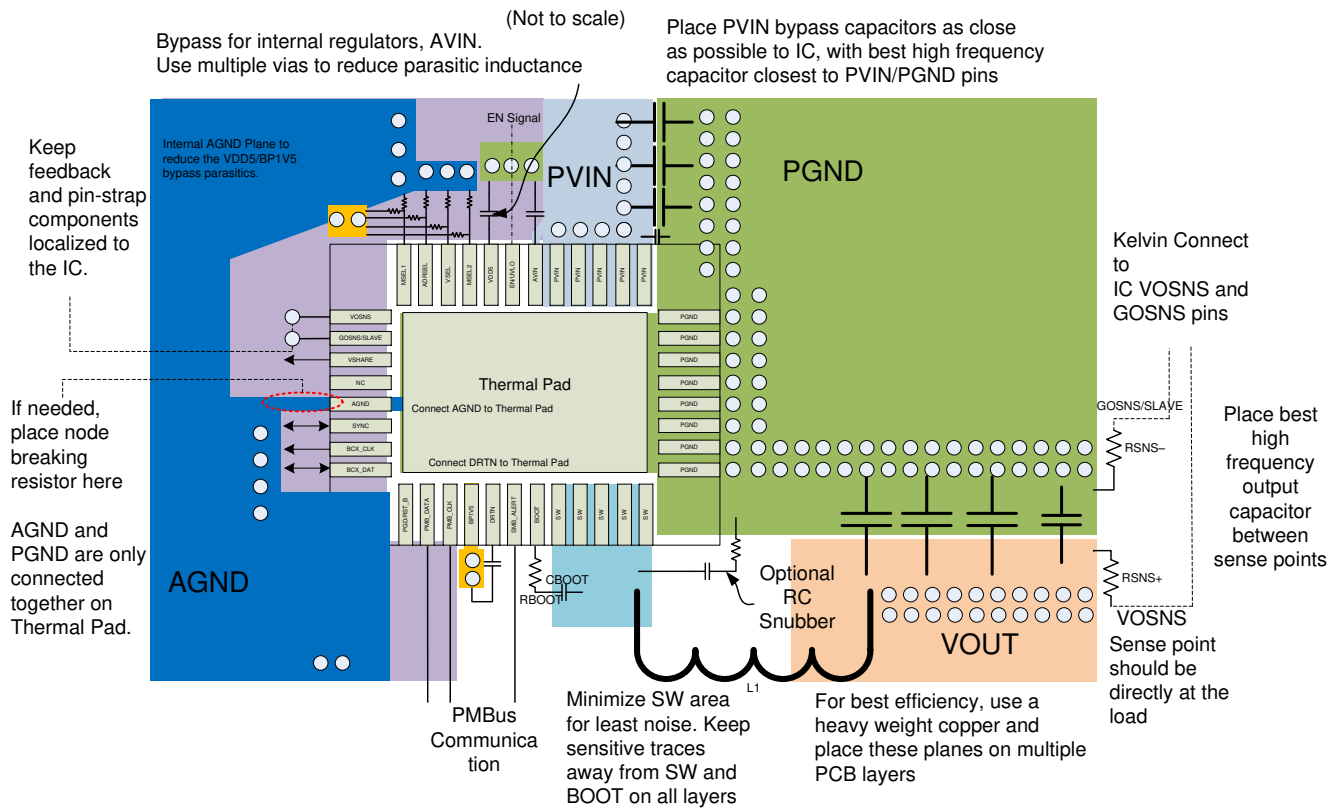 (Not to scale)
Bypass for internal regulators, AVIN.
Use multiple vias to reduce parasitic inductance
Place PVIN bypass capacitors as close
as possible to IC, with best high frequency
capacitor closest to PVIN/PGND pins
Keep
feedback
and pin-strap
components
localized to
the IC.
Internal AGND Plane to
reduce the VDD5/BP1V5
bypass parasitics.
EN Signal
PVIN
PGND
Kelvin Connect
to
IC VOSNS and
GOSNS pins
MSEL1
ADRSEL
VSEL
MSEL2
VDD5
EN/UVLO
AVIN
PVIN
PVIN
PVIN
PVIN
PVIN
VOSNS
GOSNS/SLAVE
VSHARE
NC
AGND
SYNC
BCX_CLK
BCX_DAT
Thermal Pad
Connect AGND to Thermal Pad
Connect DRTN to Thermal Pad
PGND
PGND
PGND
PGND
PGND
PGND
PGND
PGND
If needed,
place node
breaking
resistor here
GOSNS/SLAVE
RSNS–
Place best
high
frequency
output
capacitor
between
sense points
PGD/RST_B
PMB_DATA
PMB_CLK
BP1V5
DRTN
SMB_ALERT
BOOT
SW
SW
SW
SW
SW
AGND and
PGND are only
connected
together on
Thermal Pad.
AGND
CBOOT
RBOOT
Optional
RC
Snubber
RSNS+
VOUT
VOSNS
Sense point
should be
directly at the
load
L1
PMBus
Communica
tion
Minimize SW area
for least noise. Keep
sensitive traces
away from SW and
BOOT on all layers
For best efficiency, use a
heavy weight copper and
place these planes on multiple
PCB layers